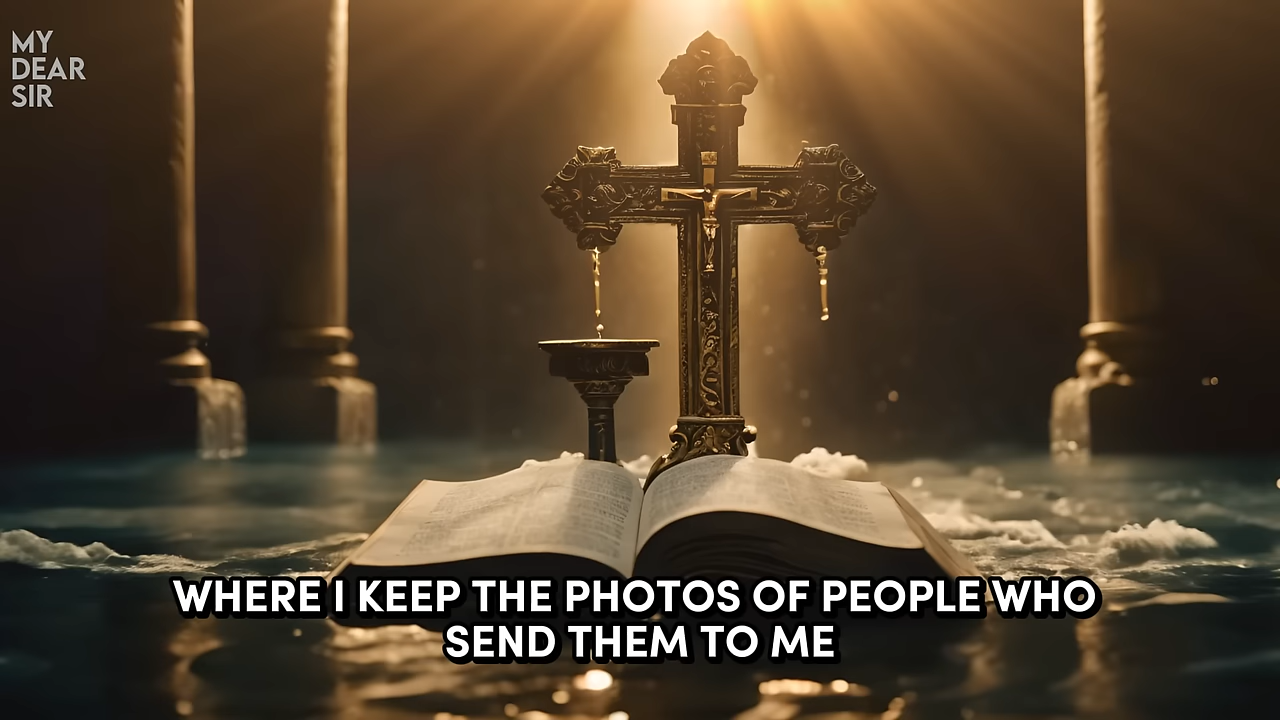 MY
DEAR
SIR
WHERE I KEEP THE PHOTOS OF PEOPLE WHO
SEND THEM TO ME